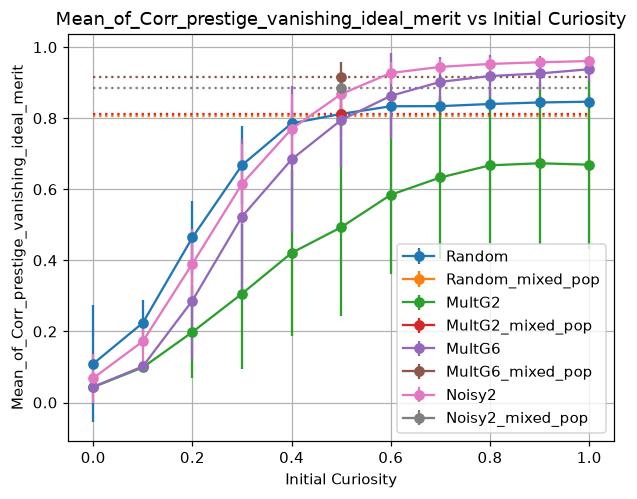 Mean_of_Corr_prestige_vanishing_ideal_merit vs Initial Curiosity
Mean_of_Corr_prestige_vanishing_ideal_merit
1.0
0.8
0.6
0.4
0.2
0.0
Random
Random_mixed_pop
MultG2
MultG2_mixed_pop
MultG6
MultG6_mixed_pop
Noisy2
Noisy2_mixed_pop
0.0 0.2 0.4 0.6 0.8 1.0
Initial Curiosity